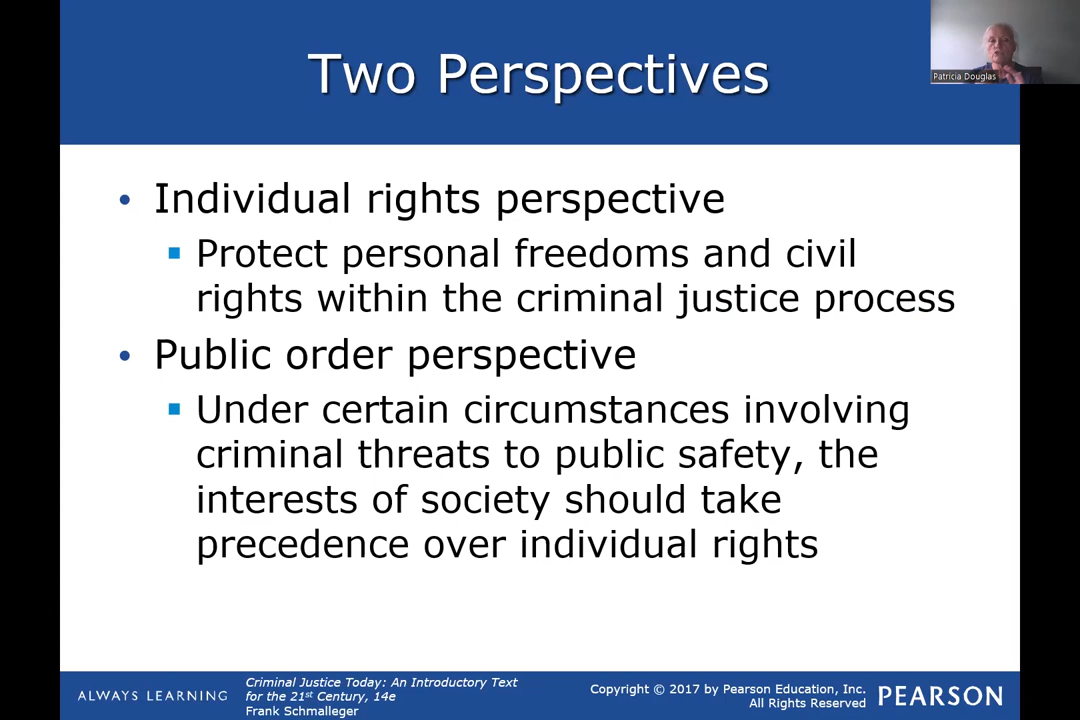 Two Perspectives
Patricia Douglas
• Individual rights perspective
▪ Protect personal freedoms and civil
rights within the criminal justice process
• Public order perspective
▪ Under certain circumstances involving
criminal threats to public safety, the
interests of society should take
precedence over individual rights
ALWAYS LEARNING
Criminal Justice Today: An Introductory Text
for the 21st Century, 14e
Frank Schmalleger
Copyright © 2017 by Pearson Education, Inc.
All Rights Reserved
PEARSON